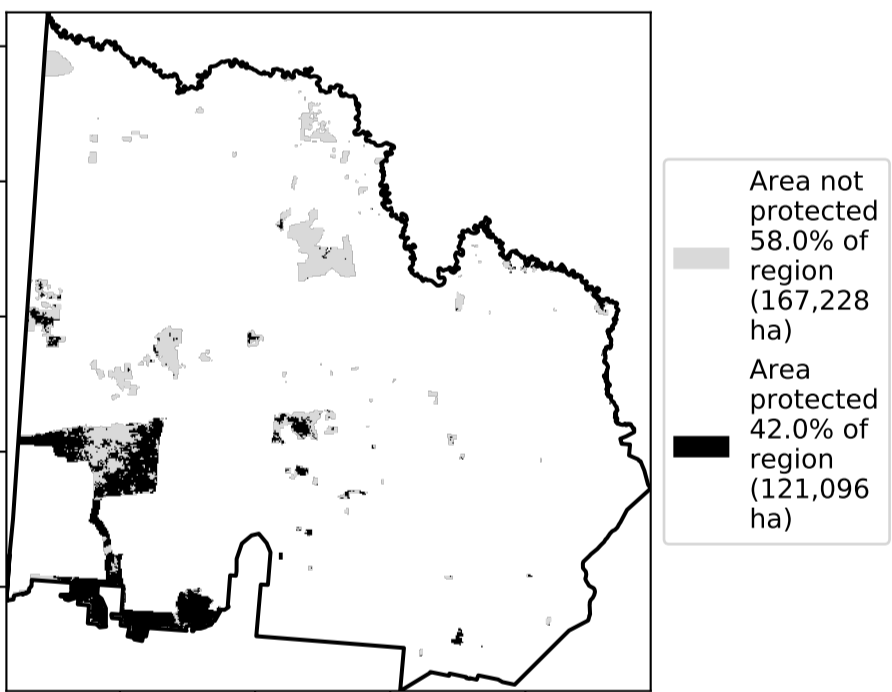 Area not
protected
58.0% of
region
(167,228
ha)
Area
protected
42.0% of
region
(121,096
ha)